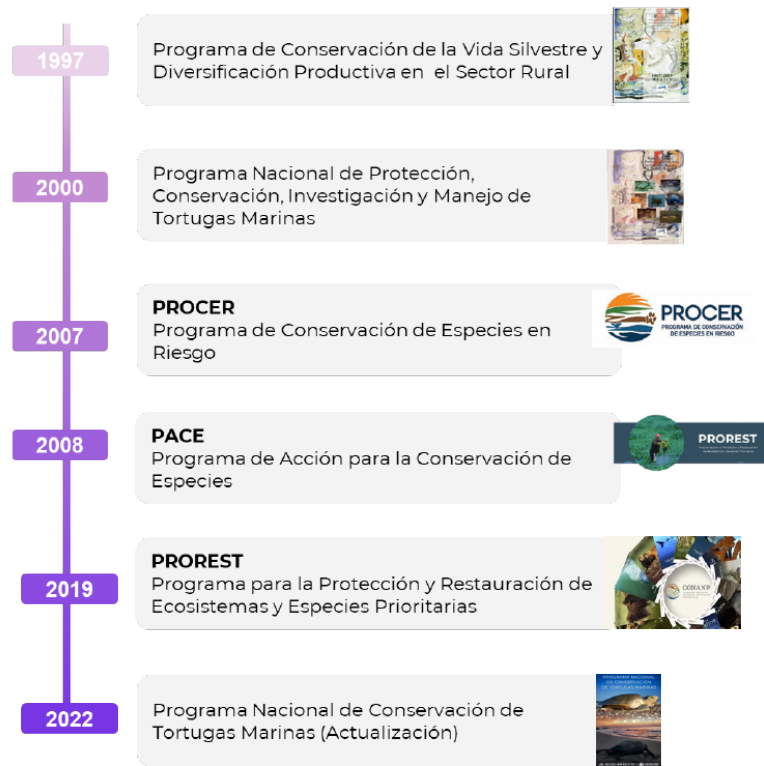 1997
Programa de Conservación de la Vida Silvestre y
Diversificación Productiva en el Sector Rural
2000
Programa Nacional de Protección,
Conservación, Investigación y Manejo de
Tortugas Marinas
2007
PROCER
Programa de Conservación de Especies en
Riesgo
PROCER
PROGRAMA DE CONSERVACIÓN
DE ESPECIES EN RIESGO
2008
PACE
Programa de Acción para la Conservación de
Especies
PROREST
2019
PROREST
Programa para la Protección y Restauración de
Ecosistemas y Especies Prioritarias
CONANP
2022
Programa Nacional de Conservación de
Tortugas Marinas (Actualización)
PROGRAMA NACIONAL
DE CONSERVACIÓN
DE TORTUGAS MARINAS